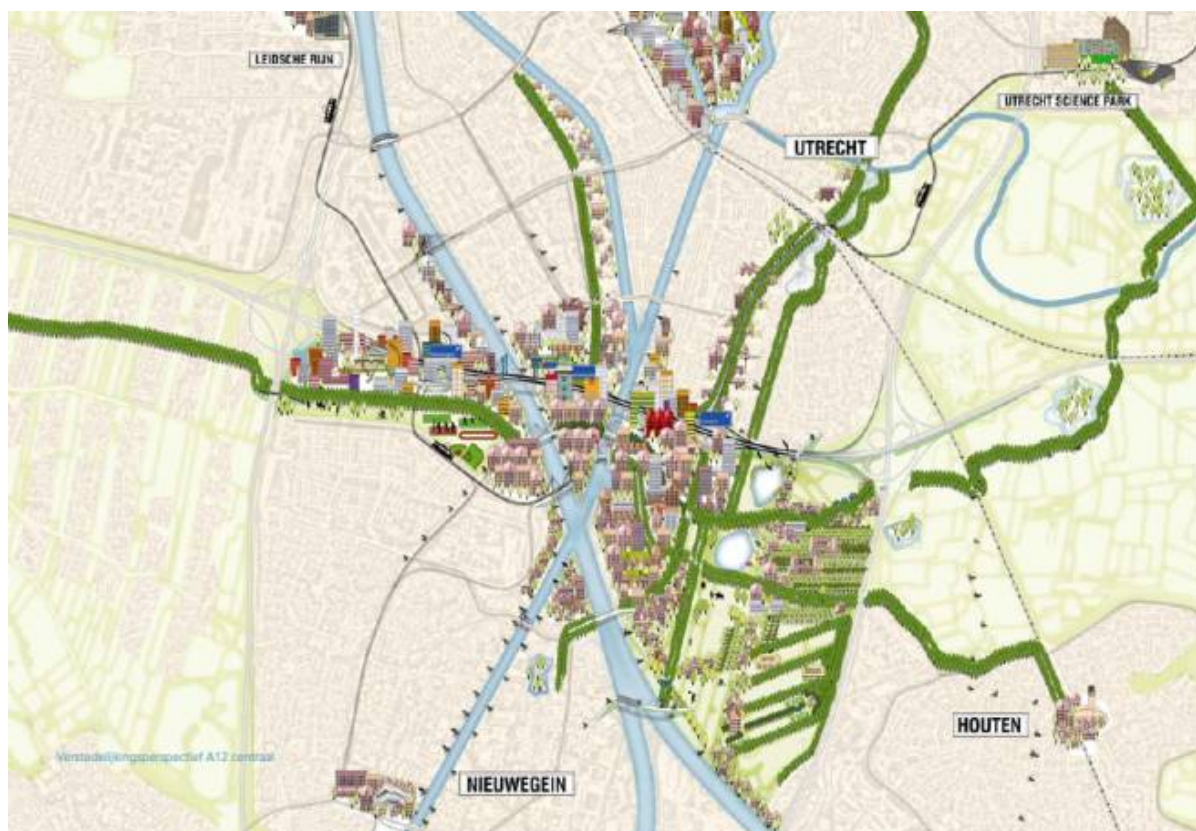 LEIDSCHE RIJN
UTRECHT SCIENCE PARK
UTRECHT
HOUTEN
Verstedelijkingsperspectief A12 centraal
NIEUWEGEIN